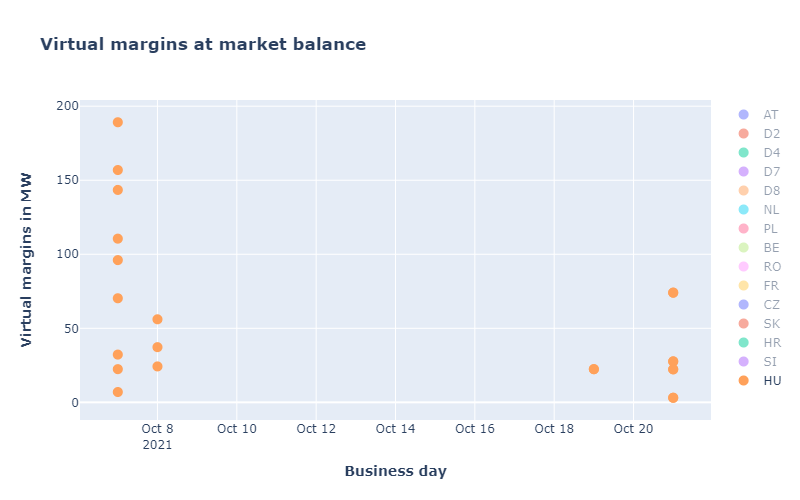 Virtual margins at market balance
Virtual margins in MW
200
150
100
50
0
Oct 8
2021
Oct 10
Oct 12
Oct 14
Oct 16
Oct 18
Oct 20
Business day
AT
D2
D4
D7
D8
NL
PL
BE
RO
FR
CZ
SK
HR
SI
HU